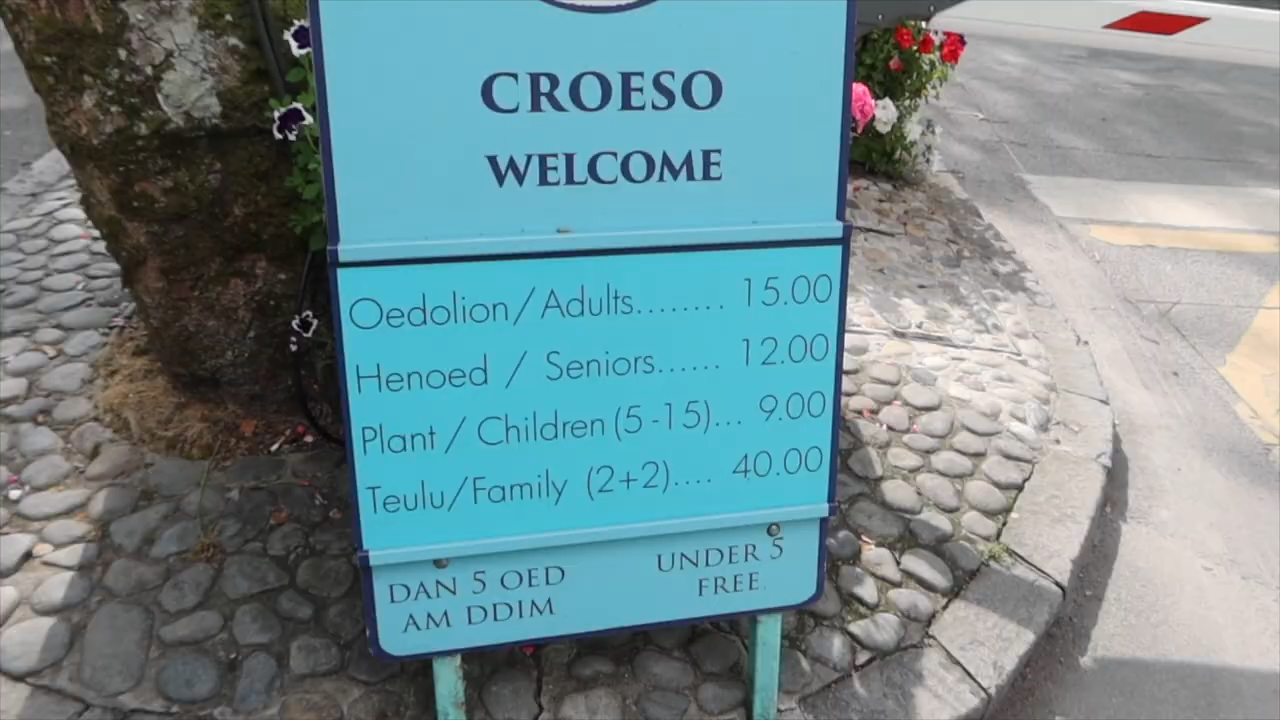 CROESO
WELCOME
Oedolion/Adults........ 15.00
Henoed / Seniors...... 12.00
Plant / Children (5 -15)... 9.00
Teulu/Family (2+2).... 40.00
DAN 5 OED
AM DDIM
UNDER 5
FREE